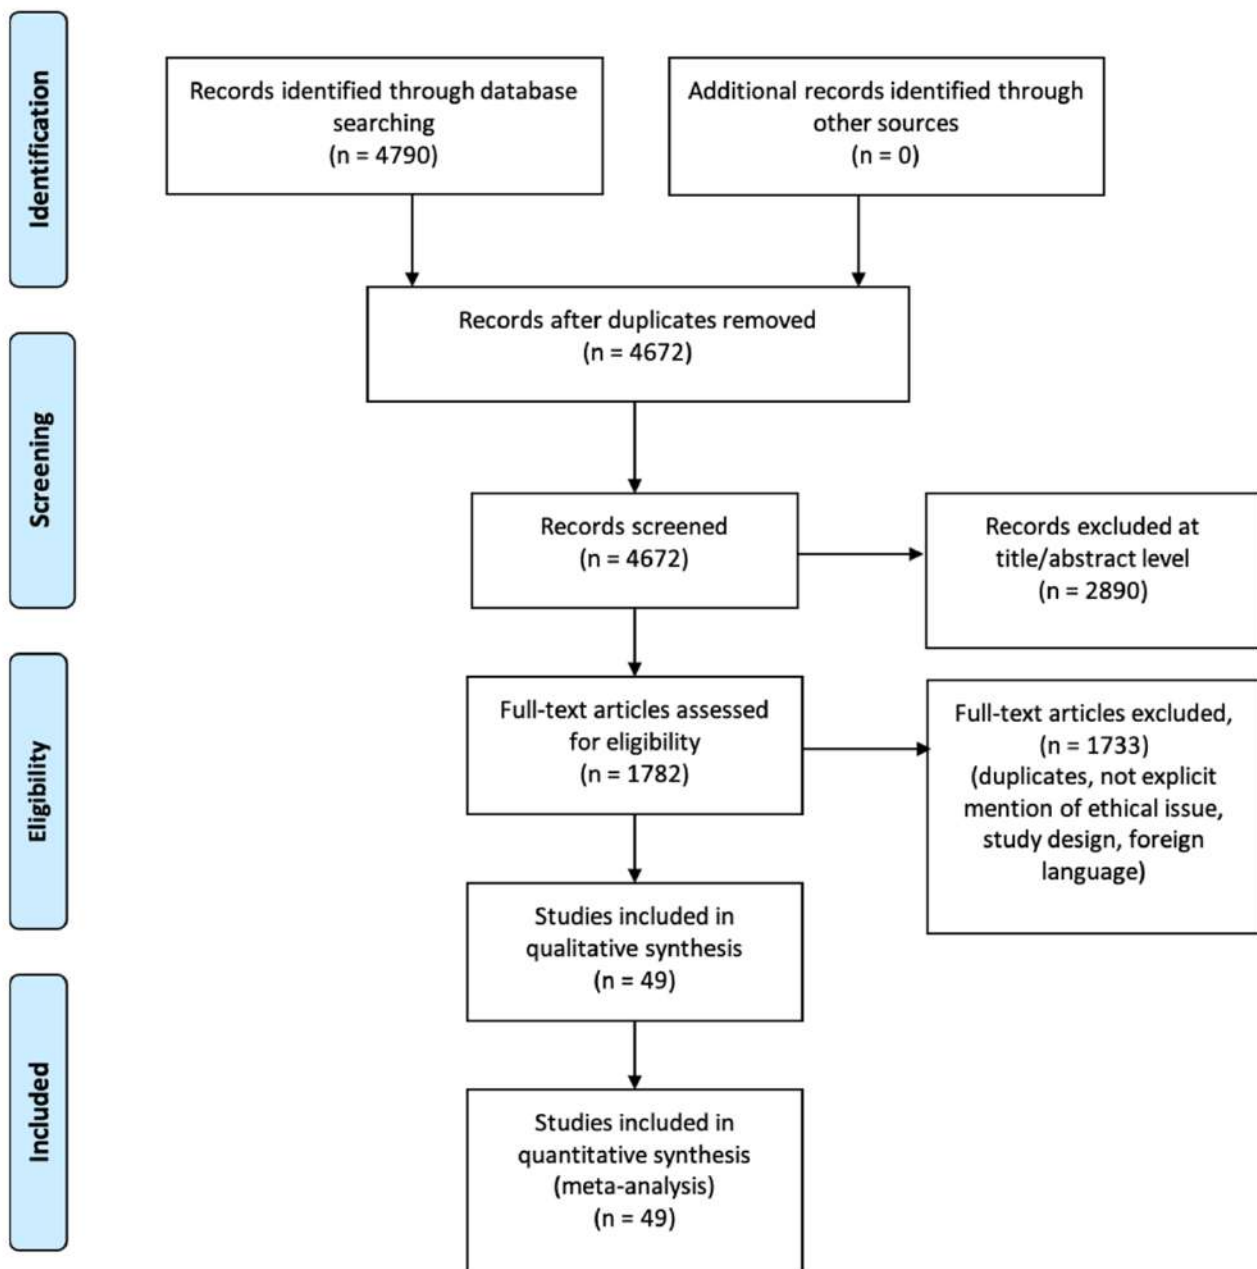 Identification
Records identified through database
searching
(n = 4790)
Additional records identified through
other sources
(n = 0)
Records after duplicates removed
(n = 4672)
Screening
Records screened
(n = 4672)
Records excluded at
title/abstract level
(n = 2890)
Eligibility
Full-text articles assessed
for eligibility
(n = 1782)
Full-text articles excluded,
(n = 1733)
(duplicates, not explicit
mention of ethical issue,
study design, foreign
language)
Studies included in
qualitative synthesis
(n = 49)
Included
Studies included in
quantitative synthesis
(meta-analysis)
(n = 49)